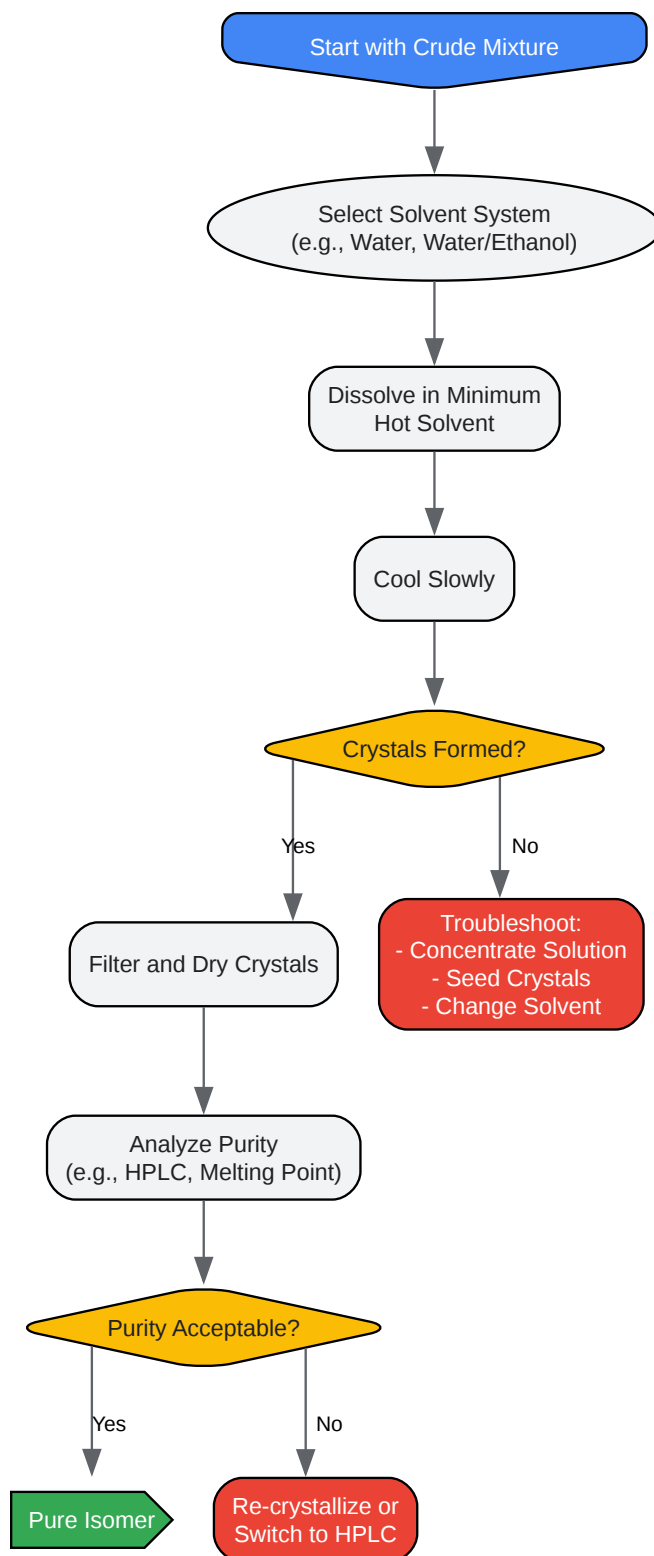 Start with Crude Mixture
Select Solvent System
(e.g., Water, Water/Ethanol)
Dissolve in Minimum
Hot Solvent
Cool Slowly
Crystals Formed?
Yes
No
Filter and Dry Crystals
Troubleshoot:
- Concentrate Solution
- Seed Crystals
- Change Solvent
Analyze Purity
(e.g., HPLC, Melting Point)
Purity Acceptable?
Yes
No
Pure Isomer
Re-crystallize or
Switch to HPLC